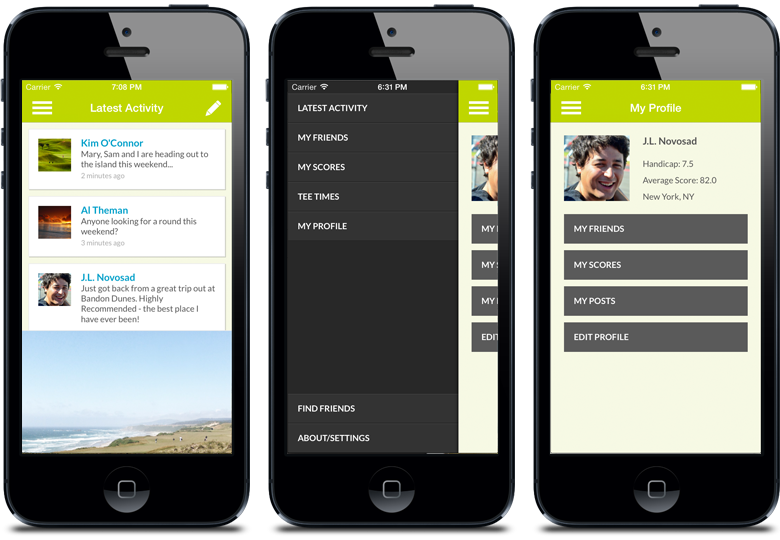 Carrier 7:08 PM
Latest Activity
Kim O'Connor
Mary, Sam and I are heading out to
the island this weekend...
2 minutes ago
Al Theman
Anyone looking for a round this
weekend?
3 minutes ago
J.L. Novosad
Just got back from a great trip out at
Bandon Dunes. Highly
Recommended - the best place I
have ever been!
Carrier 6:31 PM
LATEST ACTIVITY
MY FRIENDS
MY SCORES
TEE TIMES
MY PROFILE
FIND FRIENDS
ABOUT/SETTINGS
MY
MY
MY
EDIT
Carrier 6:31 PM
My Profile
J.L. Novosad
Handicap: 7.5
Average Score: 82.0
New York, NY
MY FRIENDS
MY SCORES
MY POSTS
EDIT PROFILE